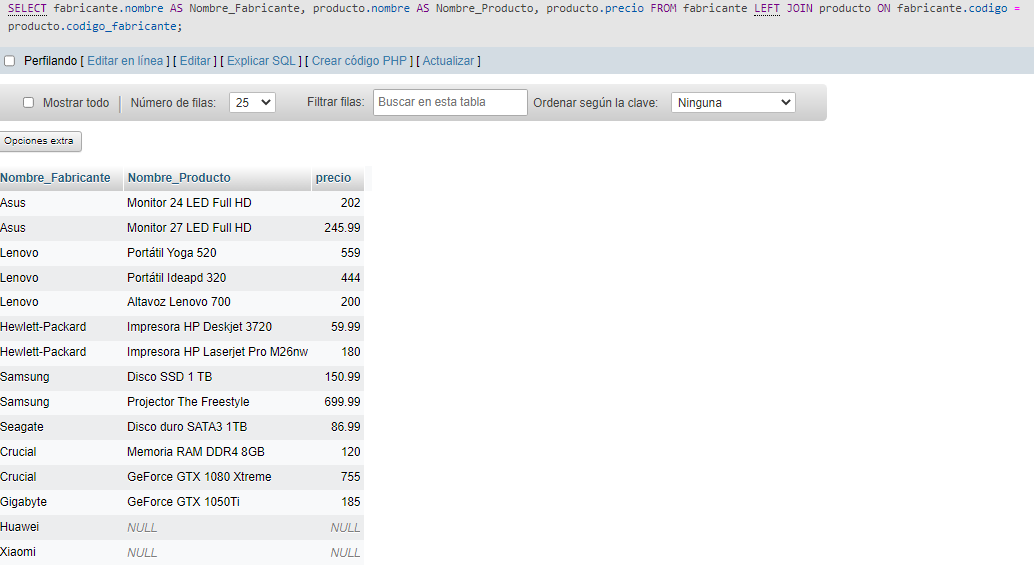 SELECT fabricante.nombre AS Nombre_Fabricante, producto.nombre AS Nombre_Producto, producto.precio FROM fabricante LEFT JOIN producto ON fabricante.codigo =
producto.codigo_fabricante;
Perfilando [ Editar en línea ] [ Editar ] [ Explicar SQL ] [ Crear código PHP ] [ Actualizar ]
Mostrar todo | Número de filas: 25 Filtrar filas: Buscar en esta tabla Ordenar según la clave: Ninguna
Opciones extra
Nombre_Fabricante Nombre_Producto precio
Asus Monitor 24 LED Full HD 202
Asus Monitor 27 LED Full HD 245.99
Lenovo Portátil Yoga 520 559
Lenovo Portátil Ideapd 320 444
Lenovo Altavoz Lenovo 700 200
Hewlett-Packard Impresora HP Deskjet 3720 59.99
Hewlett-Packard Impresora HP Laserjet Pro M26nw 180
Samsung Disco SSD 1 TB 150.99
Samsung Projector The Freestyle 699.99
Seagate Disco duro SATA3 1TB 86.99
Crucial Memoria RAM DDR4 8GB 120
Crucial GeForce GTX 1080 Xtreme 755
Gigabyte GeForce GTX 1050Ti 185
Huawei NULL NULL
Xiaomi NULL NULL